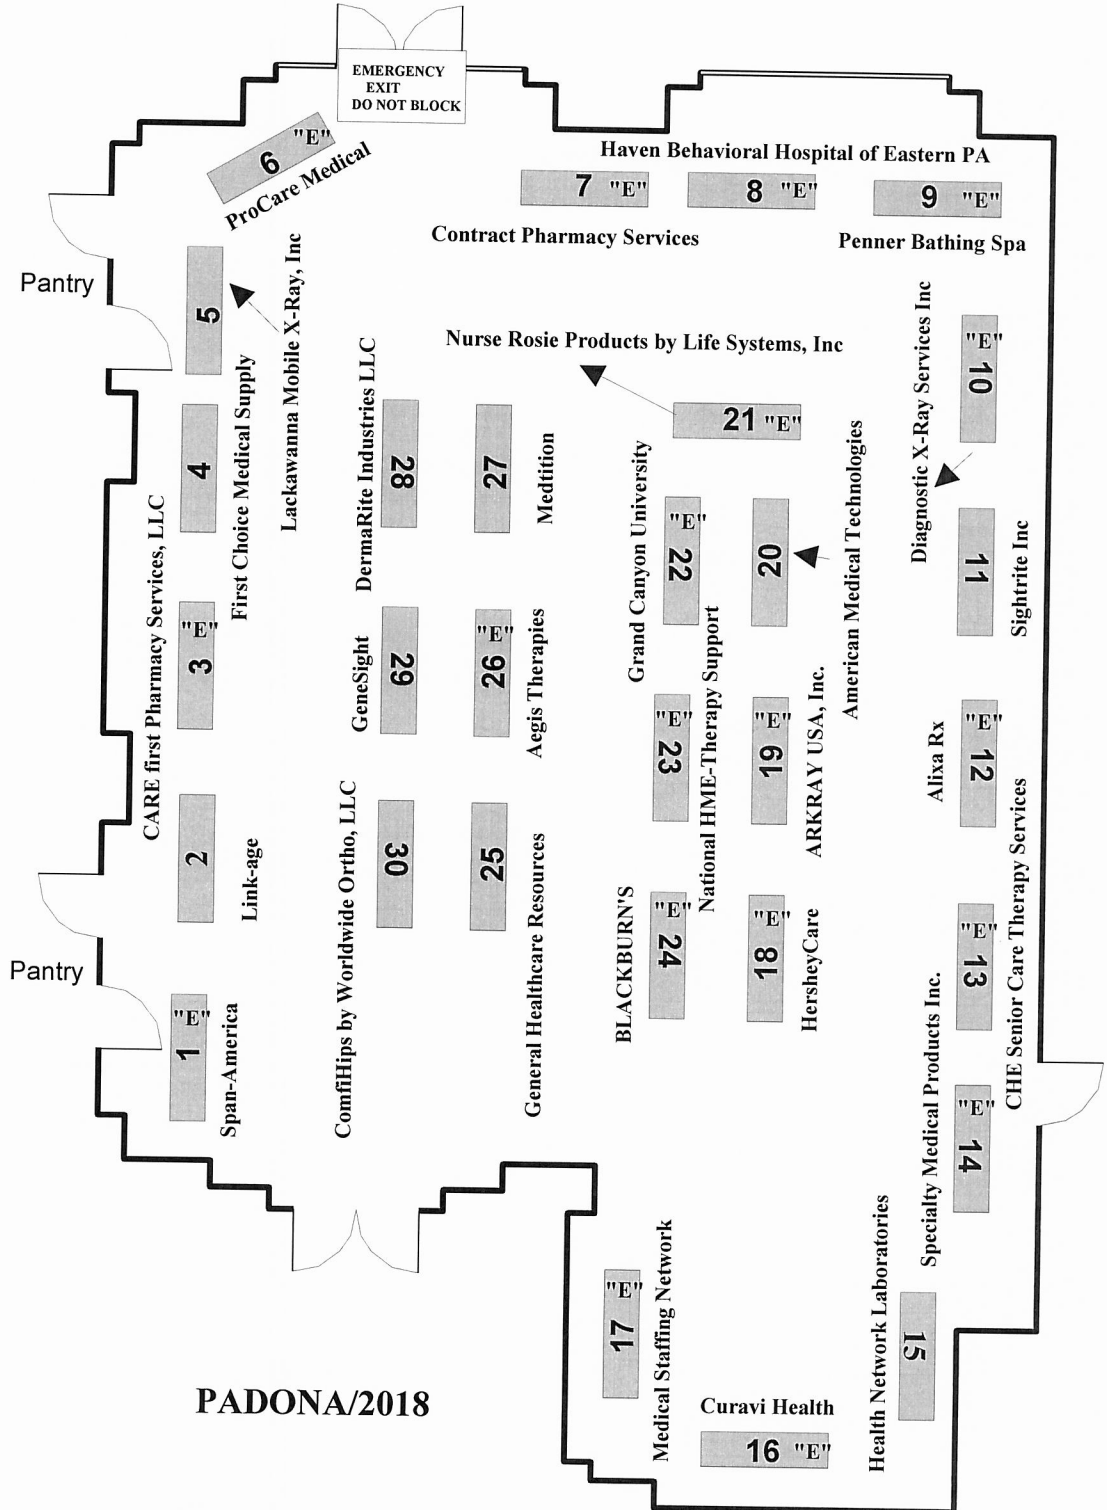 EMERGENCY
EXIT
DO NOT BLOCK
6 "E"
ProCare Medical
Haven Behavioral Hospital of Eastern PA
7 "E"
8 "E"
9 "E"
Contract Pharmacy Services
Penner Bathing Spa
Pantry
5
Lackawanna Mobile X-Ray, Inc
4
First Choice Medical Supply
3 "E"
CARE first Pharmacy Services, LLC
2
Link-age
Pantry
1 "E"
Span-America
Nurse Rosie Products by Life Systems, Inc
21 "E"
28
DermaRite Industries LLC
27
Medtition
29
GeneSight
26 "E"
Aegis Therapies
30
ComfiHips by Worldwide Ortho, LLC
25
General Healthcare Resources
"E" 22
Grand Canyon University
20
American Medical Technologies
"E" 23
National HME-Therapy Support
19 "E"
ARKRAY USA, Inc.
"E" 24
BLACKBURN'S
18 "E"
HersheyCare
"E" 10
Diagnostic X-Ray Services Inc
11
Sightrite Inc
"E" 12
Alixa Rx
"E" 13
CHE Senior Care Therapy Services
"E" 14
Specialty Medical Products Inc.
15
Health Network Laboratories
17 "E"
Medical Staffing Network
Curavi Health
16 "E"
PADONA/2018